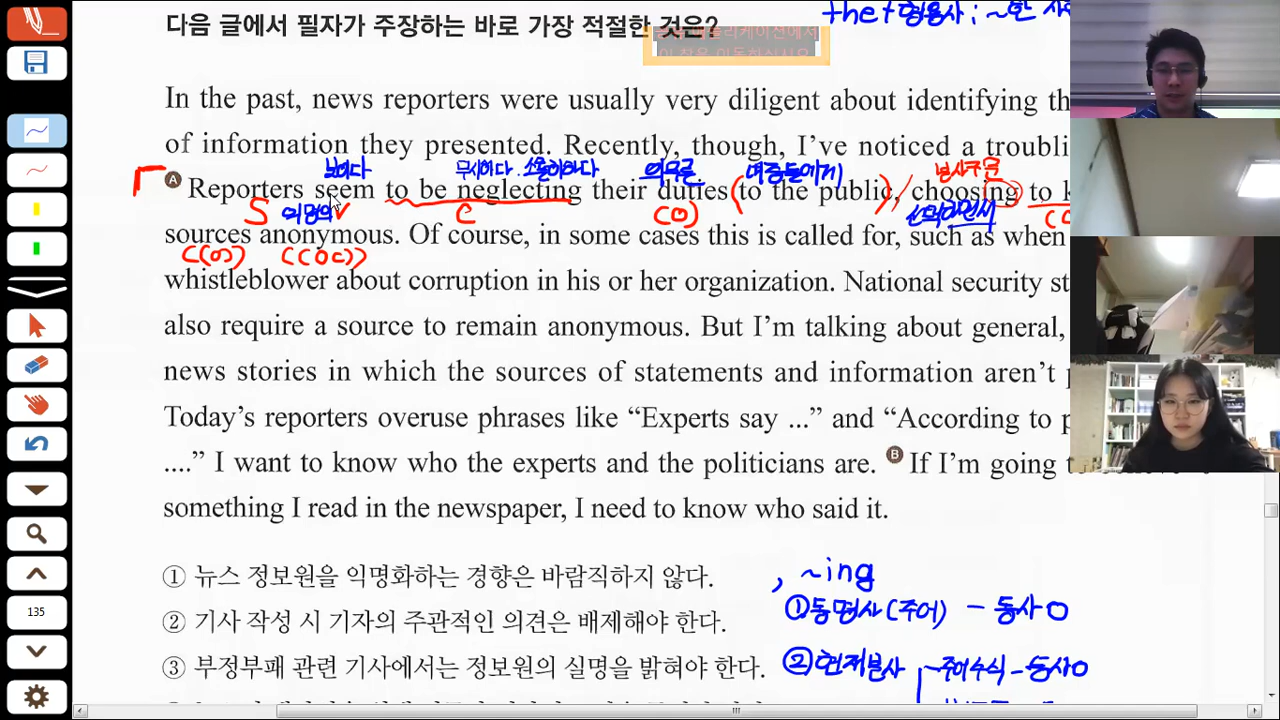 다음 글에서 필자가 주장하는 바로 가장 적절한 것은?
the+형용사 ; ~한 사
In the past, news reporters were usually very diligent about identifying th
of information they presented. Recently, though, I've noticed a troubli
보이다 무시하다. 소홀히하다 의무를 대중들에게 분사구문
A Reporters seem to be neglecting their duties to the public, choosing to k
S 익명의 V C (O) 선택하면서
sources anonymous. Of course, in some cases this is called for, such as when
C(O) C(OC)
whistleblower about corruption in his or her organization. National security st
also require a source to remain anonymous. But I'm talking about general,
news stories in which the sources of statements and information aren't p
Today's reporters overuse phrases like “Experts say ...” and “According to p
....” I want to know who the experts and the politicians are. B If I'm going
something I read in the newspaper, I need to know who said it.
① 뉴스 정보원을 익명화하는 경향은 바람직하지 않다.
, ~ing
② 기사 작성 시 기자의 주관적인 의견은 배제해야 한다.
①동명사(주어) - 동사O
③ 부정부패 관련 기사에서는 정보원의 실명을 밝혀야 한다.
②현재분사 주어수식 - 동사O
135